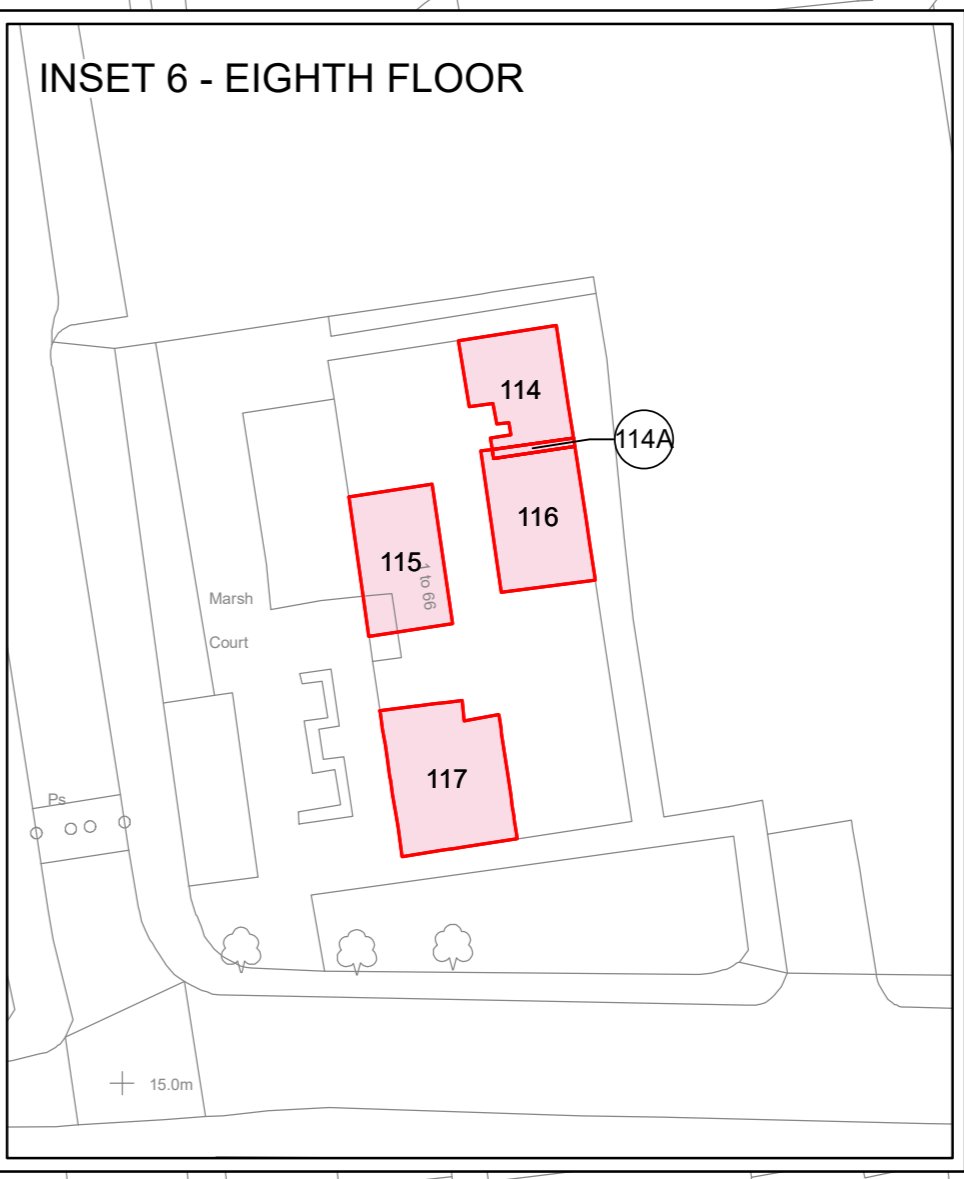 INSET 6 - EIGHTH FLOOR
114
114A
116
115
1 to 66
Marsh
Court
117
Ps
15.0m